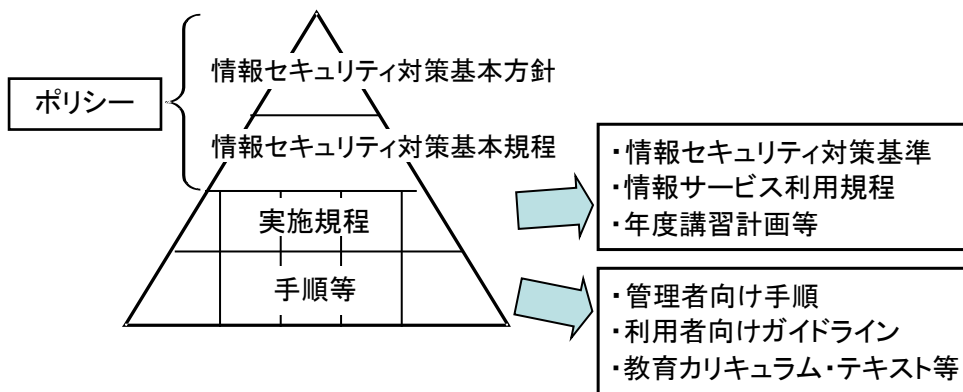 情報セキュリティ対策基本方針
ポリシー
情報セキュリティ対策基本規程
実施規程
手順等
・情報セキュリティ対策基準
・情報サービス利用規程
・年度講習計画等
・管理者向け手順
・利用者向けガイドライン
・教育カリキュラム・テキスト等